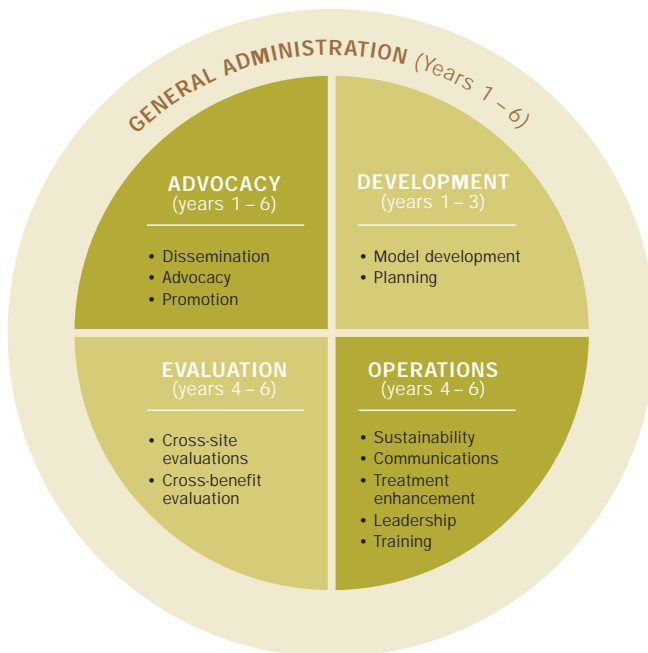 GENERAL ADMINISTRATION (Years 1 – 6)
ADVOCACY
(years 1 – 6)
• Dissemination
• Advocacy
• Promotion
DEVELOPMENT
(years 1 – 3)
• Model development
• Planning
EVALUATION
(years 4 – 6)
• Cross-site
evaluations
• Cross-benefit
evaluation
OPERATIONS
(years 4 – 6)
• Sustainability
• Communications
• Treatment
enhancement
• Leadership
• Training